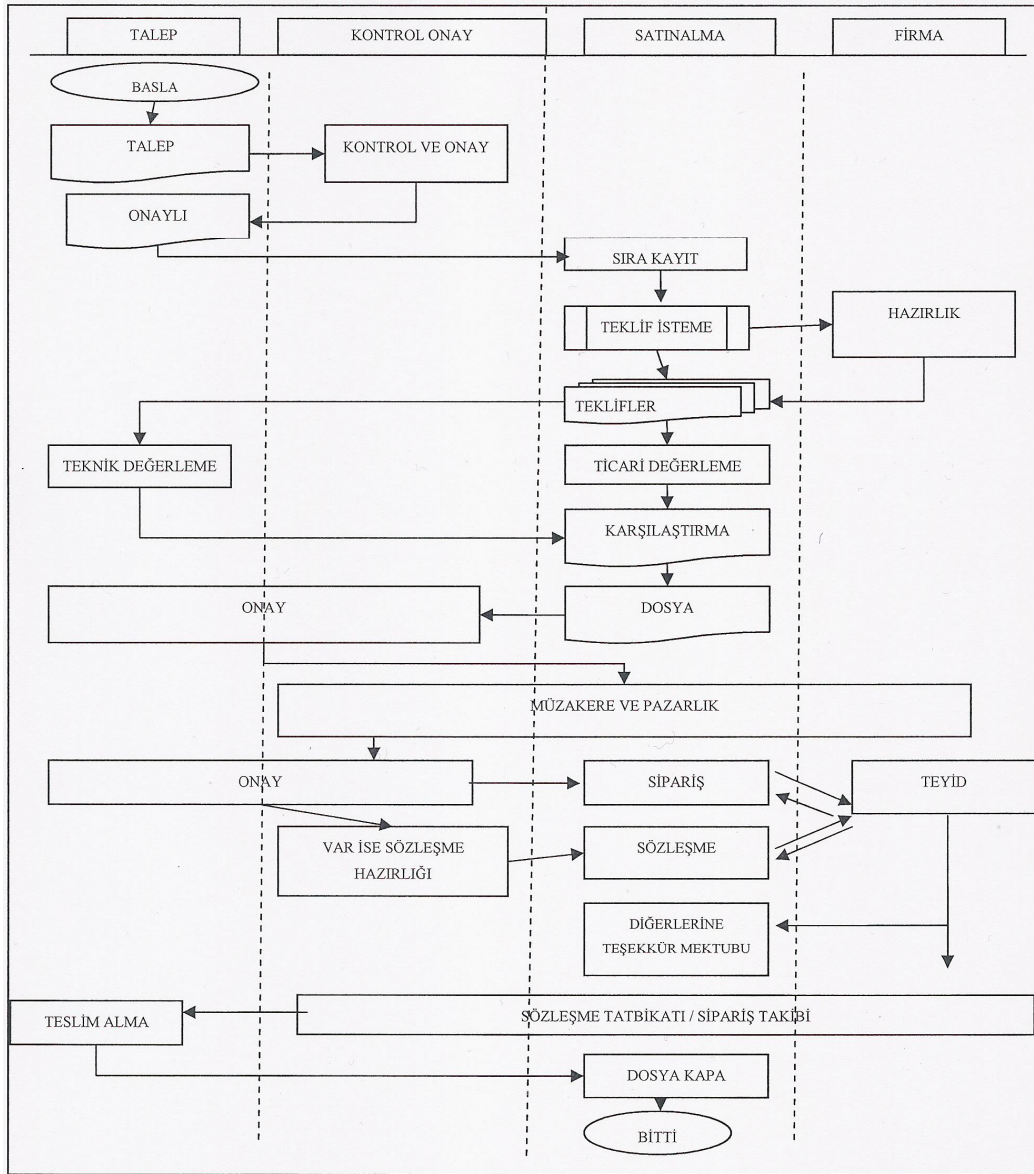 TALEP
KONTROL ONAY
SATINALMA
FİRMA
BASLA
TALEP
KONTROL VE ONAY
ONAYLI
SIRA KAYIT
TEKLİF İSTEME
HAZIRLIK
TEKLİFLER
TEKNİK DEĞERLEME
TİCARİ DEĞERLEME
KARŞILAŞTIRMA
ONAY
DOSYA
MÜZAKERE VE PAZARLIK
ONAY
SİPARİŞ
TEYİD
VAR İSE SÖZLEŞME
HAZIRLIĞI
SÖZLEŞME
DİĞERLERİNE
TEŞEKKÜR MEKTUBU
TESLİM ALMA
SÖZLEŞME TATBİKATI / SİPARİŞ TAKİBİ
DOSYA KAPA
BİTTİ